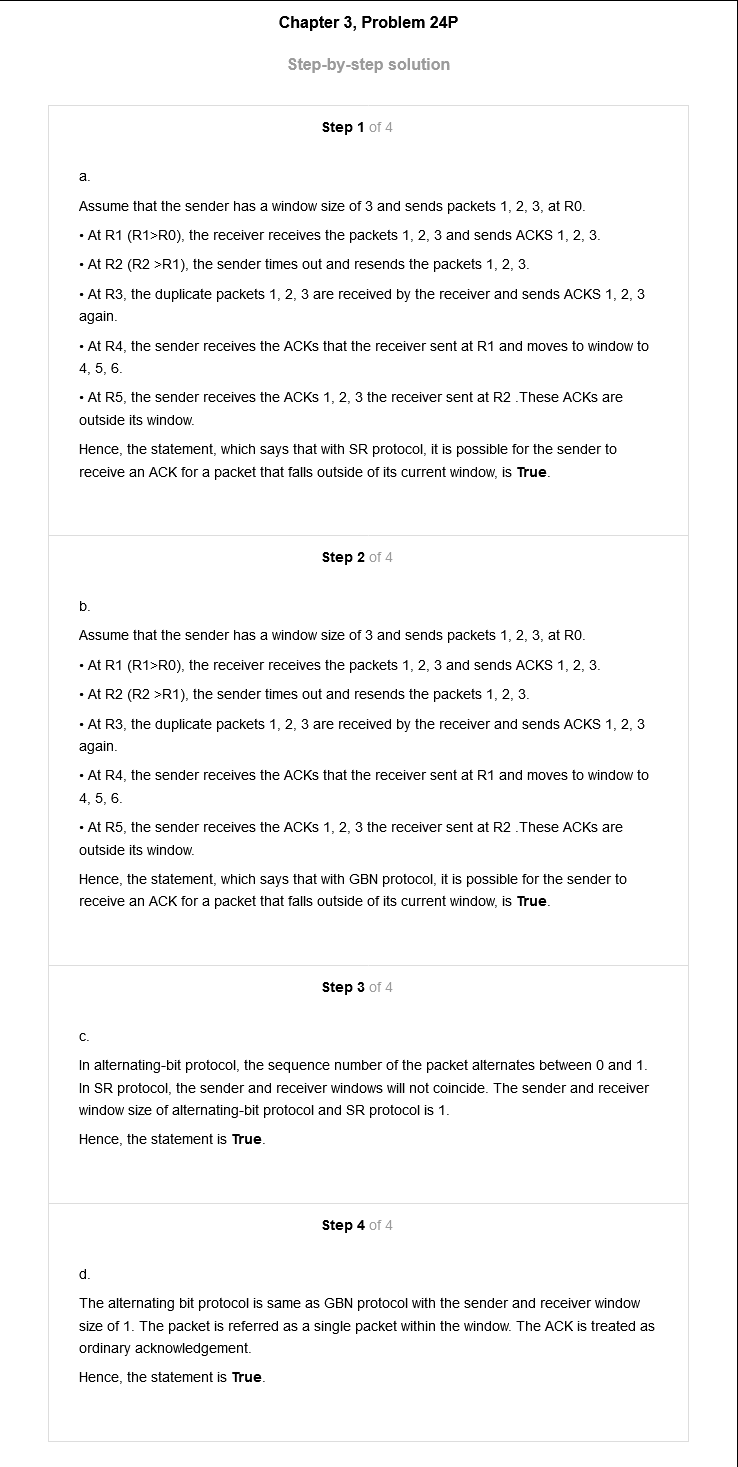 Chapter 3, Problem 24P
Step-by-step solution
Step 1 of 4
a.
Assume that the sender has a window size of 3 and sends packets 1, 2, 3, at R0.
• At R1 (R1>R0), the receiver receives the packets 1, 2, 3 and sends ACKS 1, 2, 3.
• At R2 (R2 >R1), the sender times out and resends the packets 1, 2, 3.
• At R3, the duplicate packets 1, 2, 3 are received by the receiver and sends ACKS 1, 2, 3
again.
• At R4, the sender receives the ACKs that the receiver sent at R1 and moves to window to
4, 5, 6.
• At R5, the sender receives the ACKs 1, 2, 3 the receiver sent at R2 .These ACKs are
outside its window.
Hence, the statement, which says that with SR protocol, it is possible for the sender to
receive an ACK for a packet that falls outside of its current window, is True.
Step 2 of 4
b.
Assume that the sender has a window size of 3 and sends packets 1, 2, 3, at R0.
• At R1 (R1>R0), the receiver receives the packets 1, 2, 3 and sends ACKS 1, 2, 3.
• At R2 (R2 >R1), the sender times out and resends the packets 1, 2, 3.
• At R3, the duplicate packets 1, 2, 3 are received by the receiver and sends ACKS 1, 2, 3
again.
• At R4, the sender receives the ACKs that the receiver sent at R1 and moves to window to
4, 5, 6.
• At R5, the sender receives the ACKs 1, 2, 3 the receiver sent at R2 .These ACKs are
outside its window.
Hence, the statement, which says that with GBN protocol, it is possible for the sender to
receive an ACK for a packet that falls outside of its current window, is True.
Step 3 of 4
c.
In alternating-bit protocol, the sequence number of the packet alternates between 0 and 1.
In SR protocol, the sender and receiver windows will not coincide. The sender and receiver
window size of alternating-bit protocol and SR protocol is 1.
Hence, the statement is True.
Step 4 of 4
d.
The alternating bit protocol is same as GBN protocol with the sender and receiver window
size of 1. The packet is referred as a single packet within the window. The ACK is treated as
ordinary acknowledgement.
Hence, the statement is True.